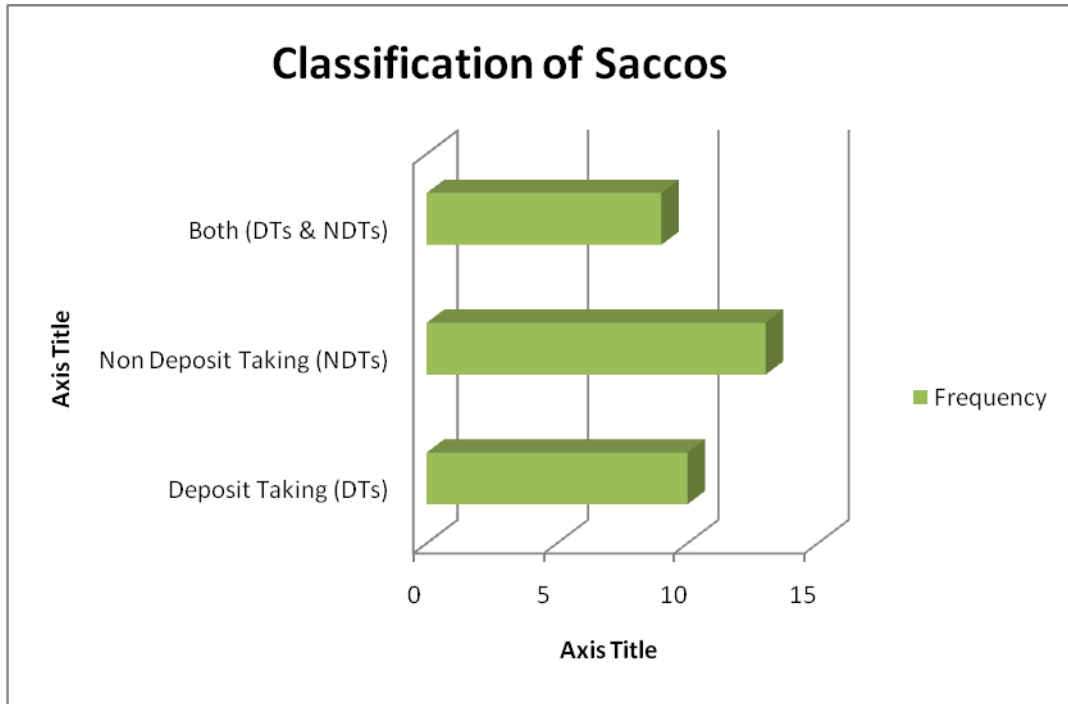 Classification of Saccos
Both (DTs & NDTs)
Non Deposit Taking (NDTs)
Deposit Taking (DTs)
Axis Title
Frequency
0 5 10 15
Axis Title